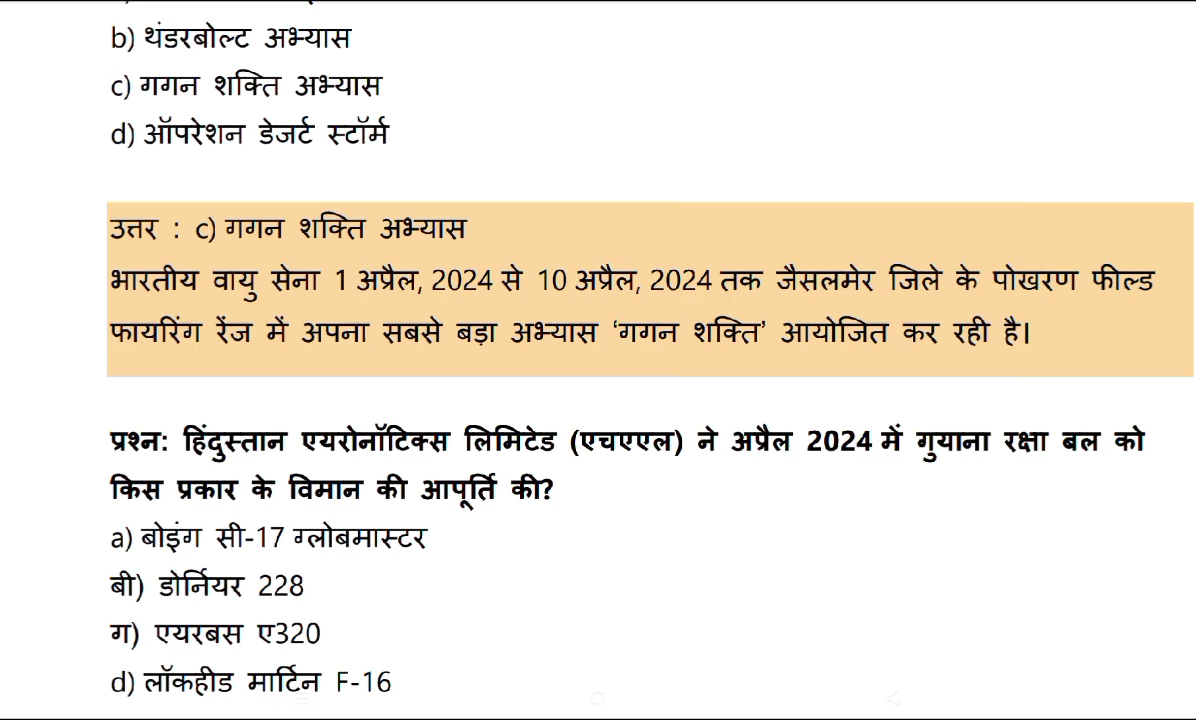 b) थंडरबोल्ट अभ्यास
c) गगन शक्ति अभ्यास
d) ऑपरेशन डेजर्ट स्टॉर्म
उत्तर : c) गगन शक्ति अभ्यास
भारतीय वायु सेना 1 अप्रैल, 2024 से 10 अप्रैल, 2024 तक जैसलमेर जिले के पोखरण फील्ड
फायरिंग रेंज में अपना सबसे बड़ा अभ्यास ‘गगन शक्ति’ आयोजित कर रही है।
प्रश्न: हिंदुस्तान एयरोनॉटिक्स लिमिटेड (एचएएल) ने अप्रैल 2024 में गुयाना रक्षा बल को
किस प्रकार के विमान की आपूर्ति की?
a) बोइंग सी-17 ग्लोबमास्टर
बी) डोर्नियर 228
ग) एयरबस ए320
d) लॉकहीड मार्टिन F-16